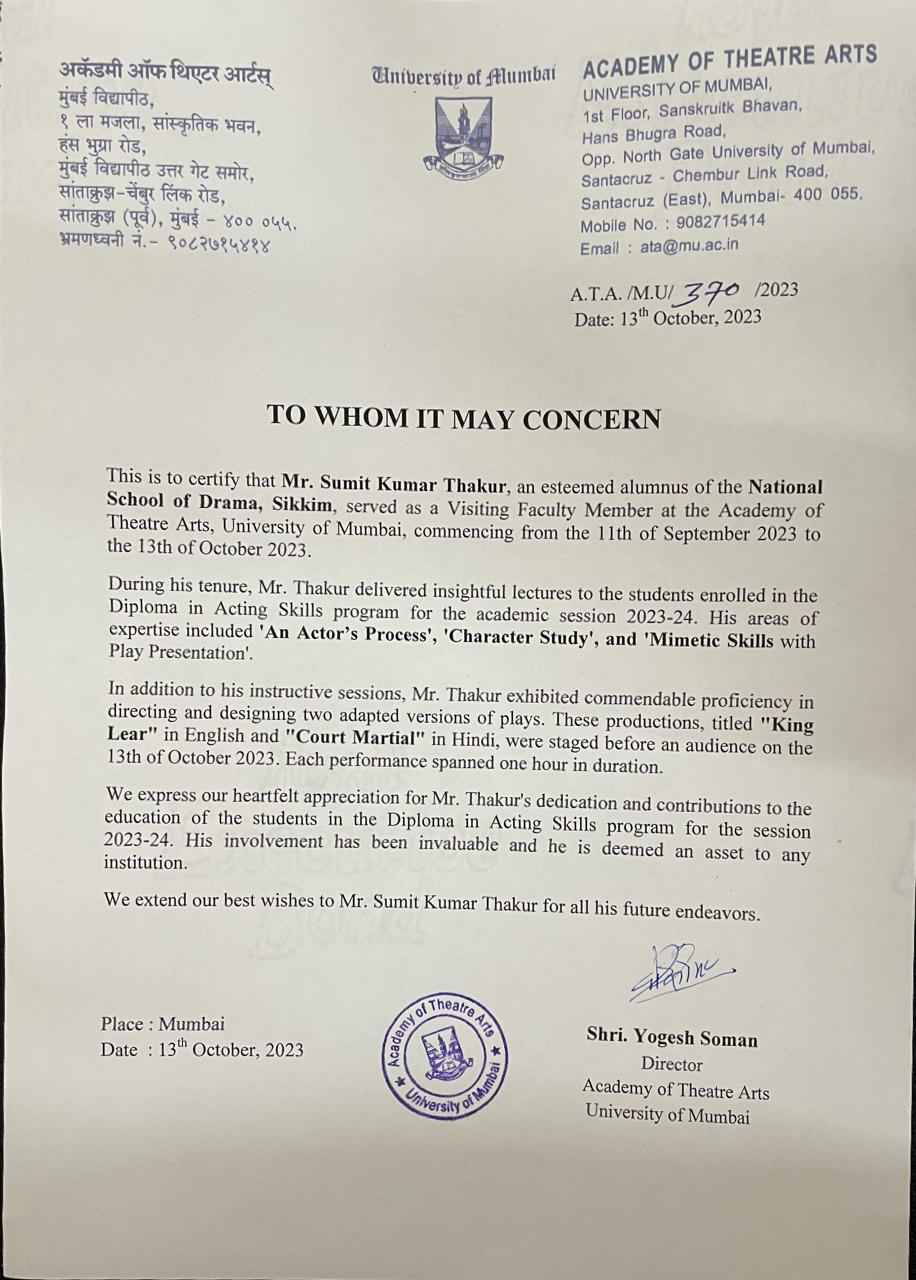 अकॅडमी ऑफ थिएटर आर्टस्
मुंबई विद्यापीठ,
१ ला मजला, सांस्कृतिक भवन,
हंस भुग्रा रोड,
मुंबई विद्यापीठ उत्तर गेट समोर,
सांताक्रुझ-चेंबुर लिंक रोड,
सांताक्रुझ (पूर्व), मुंबई - ४०० ०५५.
भ्रमणध्वनी नं.- ९०८२७१५४१४
University of Mumbai
ACADEMY OF THEATRE ARTS
UNIVERSITY OF MUMBAI,
1st Floor, Sanskruitk Bhavan,
Hans Bhugra Road,
Opp. North Gate University of Mumbai,
Santacruz - Chembur Link Road,
Santacruz (East), Mumbai- 400 055.
Mobile No. : 9082715414
Email : ata@mu.ac.in
A.T.A. /M.U/ 370 /2023
Date: 13th October, 2023
TO WHOM IT MAY CONCERN
This is to certify that Mr. Sumit Kumar Thakur, an esteemed alumnus of the National
School of Drama, Sikkim, served as a Visiting Faculty Member at the Academy of
Theatre Arts, University of Mumbai, commencing from the 11th of September 2023 to
the 13th of October 2023.
During his tenure, Mr. Thakur delivered insightful lectures to the students enrolled in the
Diploma in Acting Skills program for the academic session 2023-24. His areas of
expertise included 'An Actor's Process', 'Character Study', and 'Mimetic Skills with
Play Presentation'.
In addition to his instructive sessions, Mr. Thakur exhibited commendable proficiency in
directing and designing two adapted versions of plays. These productions, titled "King
Lear" in English and "Court Martial" in Hindi, were staged before an audience on the
13th of October 2023. Each performance spanned one hour in duration.
We express our heartfelt appreciation for Mr. Thakur's dedication and contributions to the
education of the students in the Diploma in Acting Skills program for the session
2023-24. His involvement has been invaluable and he is deemed an asset to any
institution.
We extend our best wishes to Mr. Sumit Kumar Thakur for all his future endeavors.
Place : Mumbai
Date : 13th October, 2023
Academy of Theatre Arts
University of Mumbai
Shri. Yogesh Soman
Director
Academy of Theatre Arts
University of Mumbai